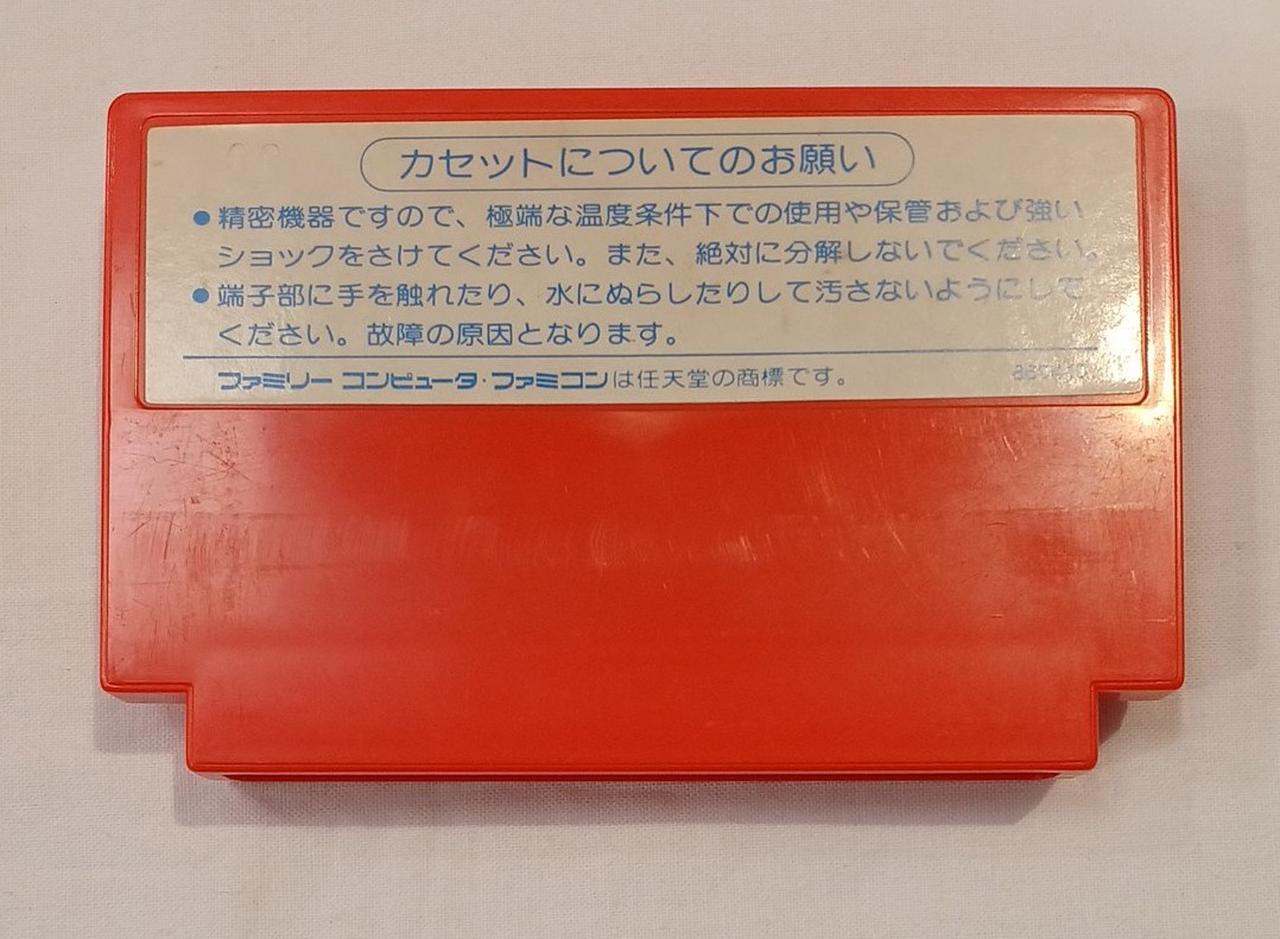 カセットについてのお願い
●精密機器ですので、極端な温度条件下での使用や保管および強い
ショックをさけてください。また、絶対に分解しないでください。
●端子部に手を触れたり、水にぬらしたりして汚さないようにして
ください。故障の原因となります。
ファミリー コンピュータ・ファミコンは任天堂の商標です。